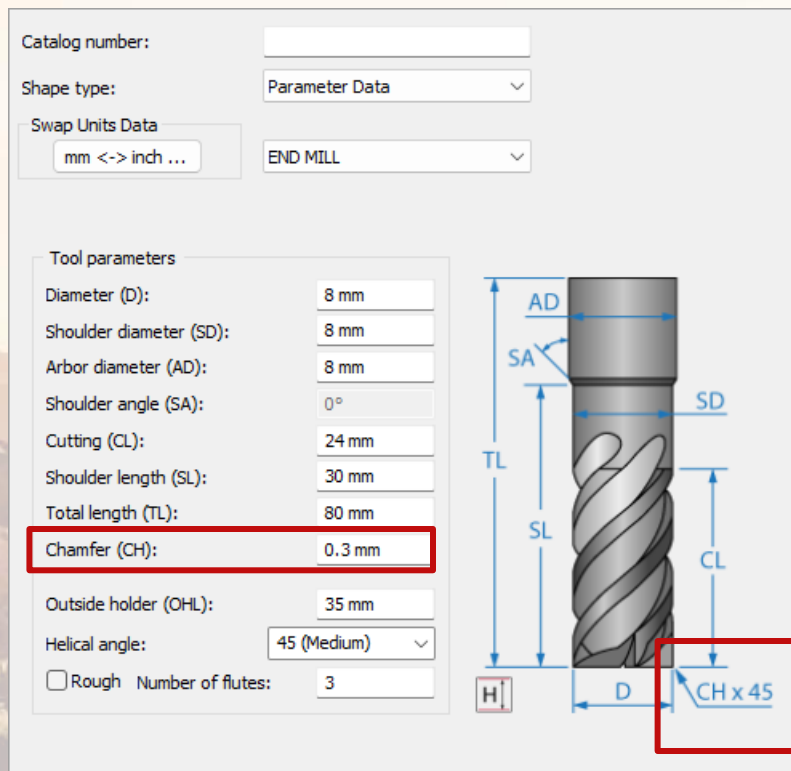 Catalog number:
Shape type: Parameter Data
Swap Units Data
mm <-> inch ... END MILL
Tool parameters
Diameter (D): 8 mm
Shoulder diameter (SD): 8 mm
Arbor diameter (AD): 8 mm
Shoulder angle (SA): 0°
Cutting (CL): 24 mm
Shoulder length (SL): 30 mm
Total length (TL): 80 mm
Chamfer (CH): 0.3 mm
Outside holder (OHL): 35 mm
Helical angle: 45 (Medium)
Rough Number of flutes: 3
AD
SA
SD
TL
SL
CL
H
D
CH x 45